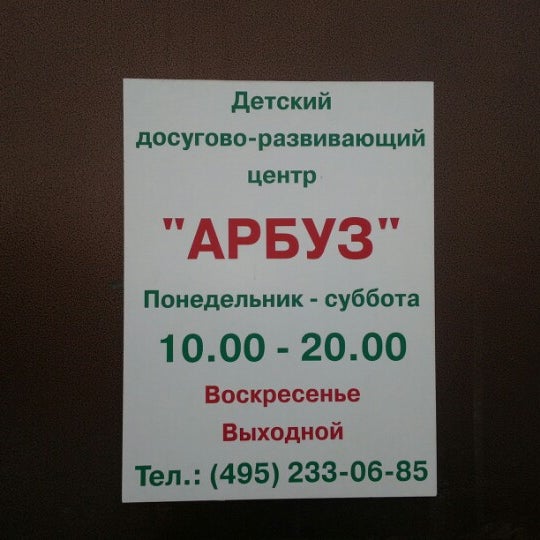 Детский
досугово-развивающий
центр
"АРБУЗ"
Понедельник - суббота
10.00 - 20.00
Воскресенье
Выходной
Тел.: (495) 233-06-85